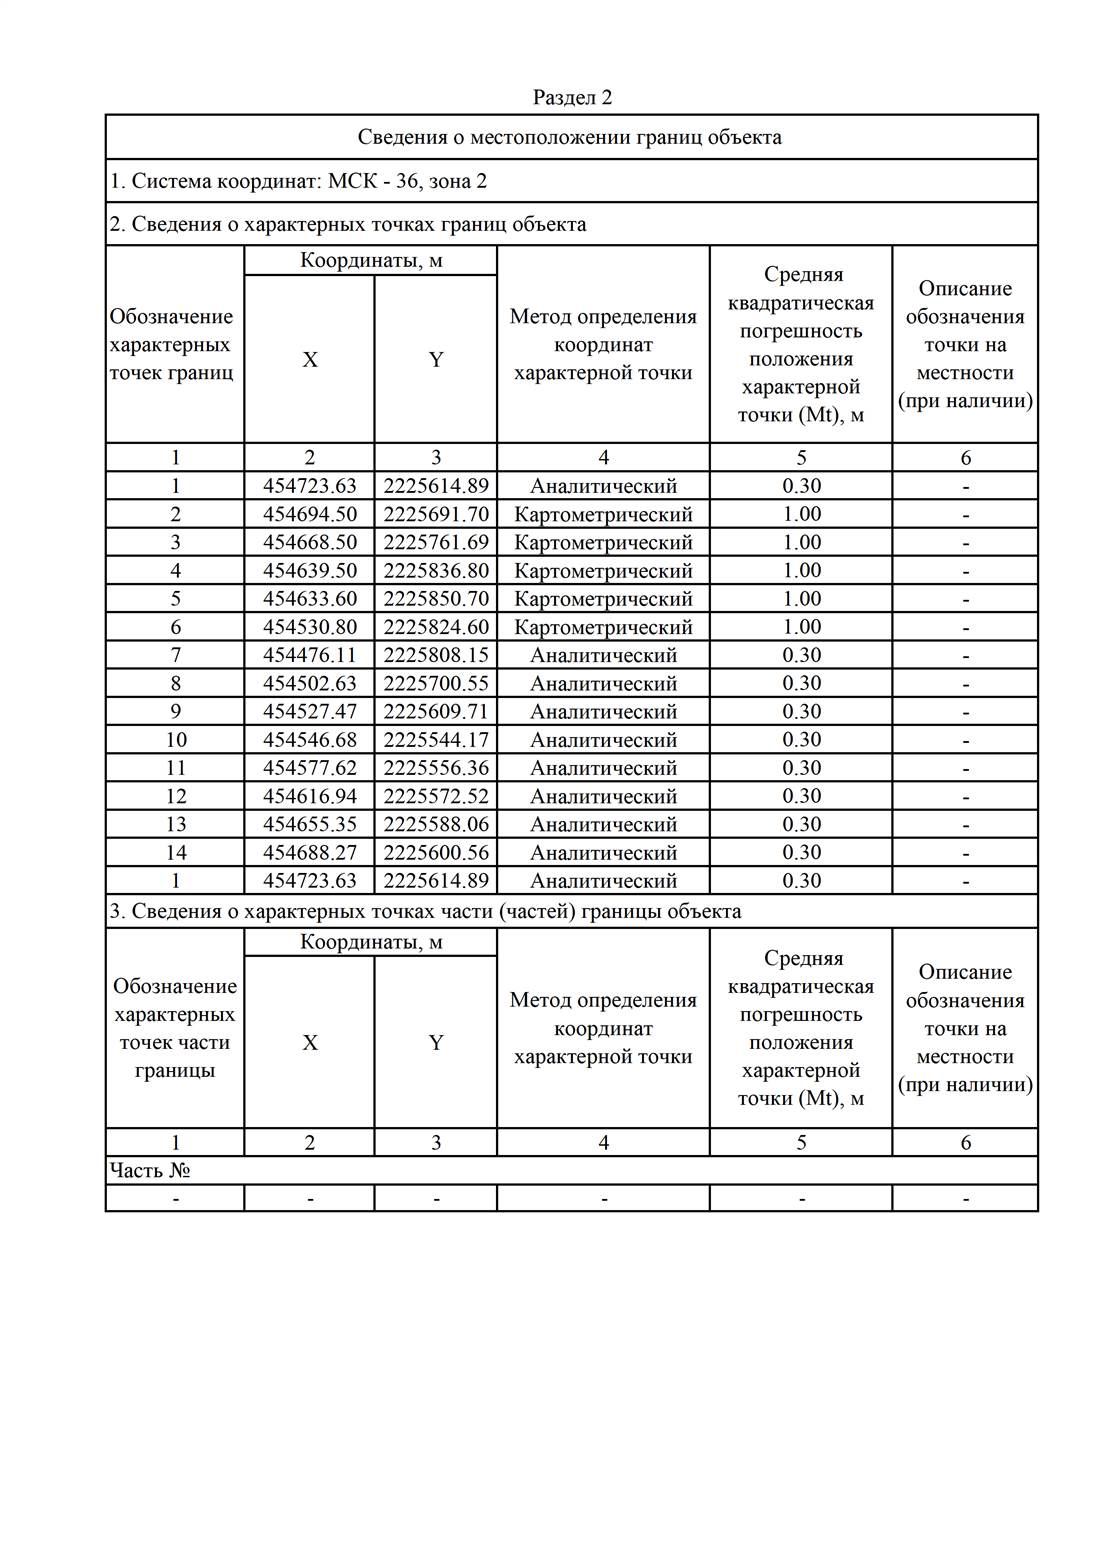 Раздел 2
Сведения о местоположении границ объекта
1. Система координат: МСК - 36, зона 2
2. Сведения о характерных точках границ объекта
Обозначение
характерных
точек границ
Координаты, м
X
Y
Метод определения
координат
характерной точки
Средняя
квадратическая
погрешность
положения
характерной
точки (Mt), м
Описание
обозначения
точки на
местности
(при наличии)
1 2 3 4 5 6
1 454723.63 2225614.89 Аналитический 0.30 -
2 454694.50 2225691.70 Картометрический 1.00 -
3 454668.50 2225761.69 Картометрический 1.00 -
4 454639.50 2225836.80 Картометрический 1.00 -
5 454633.60 2225850.70 Картометрический 1.00 -
6 454530.80 2225824.60 Картометрический 1.00 -
7 454476.11 2225808.15 Аналитический 0.30 -
8 454502.63 2225700.55 Аналитический 0.30 -
9 454527.47 2225609.71 Аналитический 0.30 -
10 454546.68 2225544.17 Аналитический 0.30 -
11 454577.62 2225556.36 Аналитический 0.30 -
12 454616.94 2225572.52 Аналитический 0.30 -
13 454655.35 2225588.06 Аналитический 0.30 -
14 454688.27 2225600.56 Аналитический 0.30 -
1 454723.63 2225614.89 Аналитический 0.30 -
3. Сведения о характерных точках части (частей) границы объекта
Обозначение
характерных
точек части
границы
Координаты, м
X
Y
Метод определения
координат
характерной точки
Средняя
квадратическая
погрешность
положения
характерной
точки (Mt), м
Описание
обозначения
точки на
местности
(при наличии)
1 2 3 4 5 6
Часть №
- - - - - -